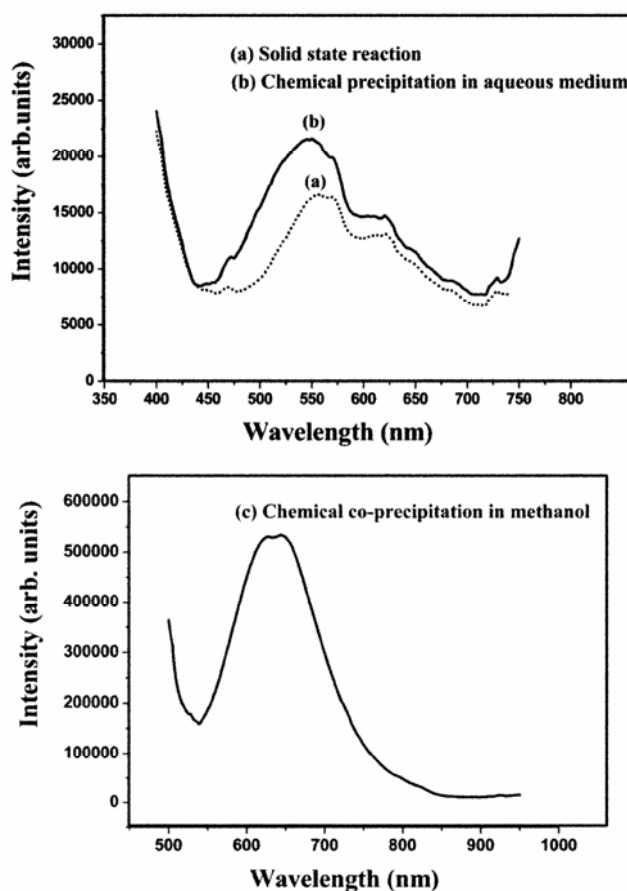 (a) Solid state reaction
(b) Chemical precipitation in aqueous medium
(b)
(a)
Intensity (arb.units)
30000
25000
20000
15000
10000
5000
0
350 400 450 500 550 600 650 700 750 800
Wavelength (nm)
(c) Chemical co-precipitation in methanol
Intensity (arb. units)
600000
500000
400000
300000
200000
100000
0
500 600 700 800 900 1000
Wavelength (nm)